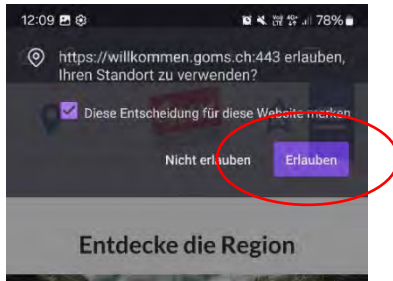 12:09 78%
https://willkommen.goms.ch:443 erlauben,
Ihren Standort zu verwenden?
Diese Entscheidung für diese Website merken
Nicht erlauben Erlauben
Entdecke die Region